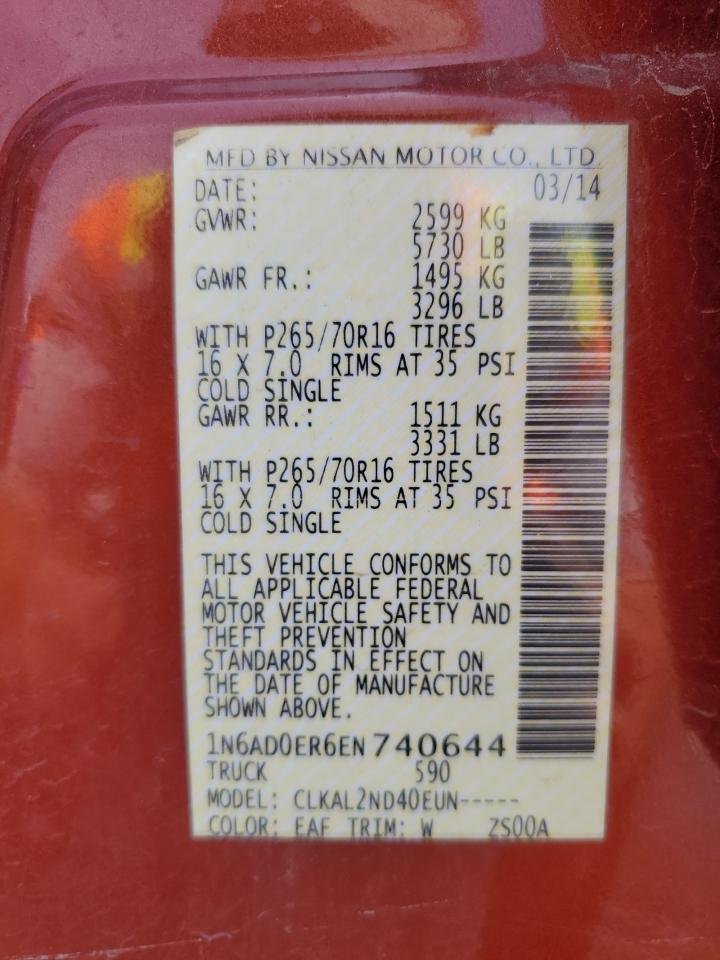 MFD BY NISSAN MOTOR CO., LTD.
DATE: 03/14
GVWR: 2599 KG
5730 LB
GAWR FR.: 1495 KG
3296 LB
WITH P265/70R16 TIRES
16 X 7.0 RIMS AT 35 PSI
COLD SINGLE
GAWR RR.: 1511 KG
3331 LB
WITH P265/70R16 TIRES
16 X 7.0 RIMS AT 35 PSI
COLD SINGLE
THIS VEHICLE CONFORMS TO
ALL APPLICABLE FEDERAL
MOTOR VEHICLE SAFETY AND
THEFT PREVENTION
STANDARDS IN EFFECT ON
THE DATE OF MANUFACTURE
SHOWN ABOVE.
1N6AD0ER6EN740644
TRUCK 590
MODEL: CLKAL2ND40EUN-----
COLOR: EAF TRIM: W ZS00A